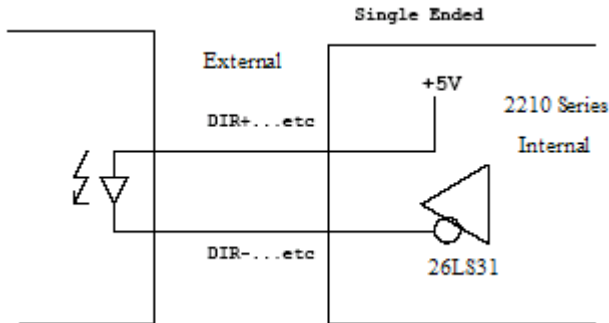 Single Ended
External
+5V
2210 Series
DIR+...etc
Internal
DIR-...etc
26LS31